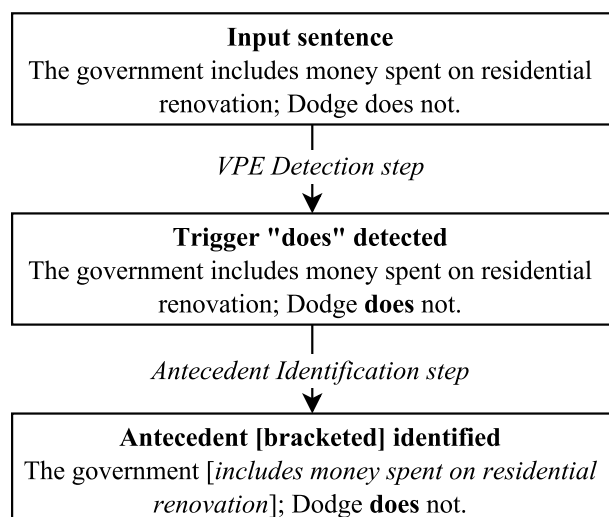 Input sentence
The government includes money spent on residential
renovation; Dodge does not.
VPE Detection step
Trigger "does" detected
The government includes money spent on residential
renovation; Dodge does not.
Antecedent Identification step
Antecedent [bracketed] identified
The government [includes money spent on residential
renovation]; Dodge does not.